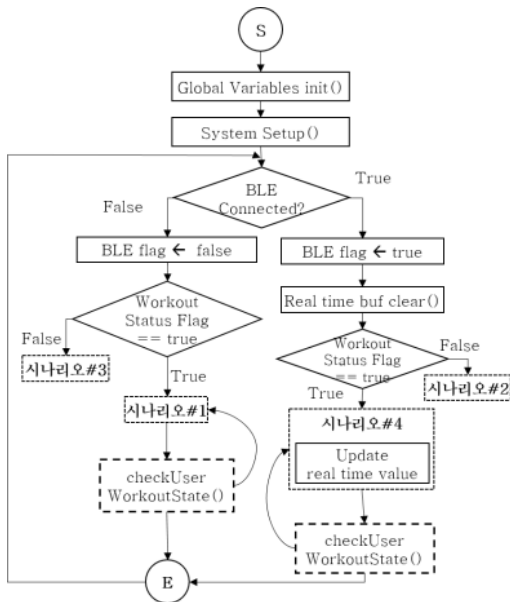 S
Global Variables init()
System Setup()
BLE
Connected?
False
True
BLE flag ← false
BLE flag ← true
Real time buf clear()
Workout
Status Flag
== true
False
시나리오#3
True
Workout
Status Flag
== true
False
시나리오#2
True
시나리오#1
시나리오#4
Update
real time value
checkUser
WorkoutState()
checkUser
WorkoutState()
E